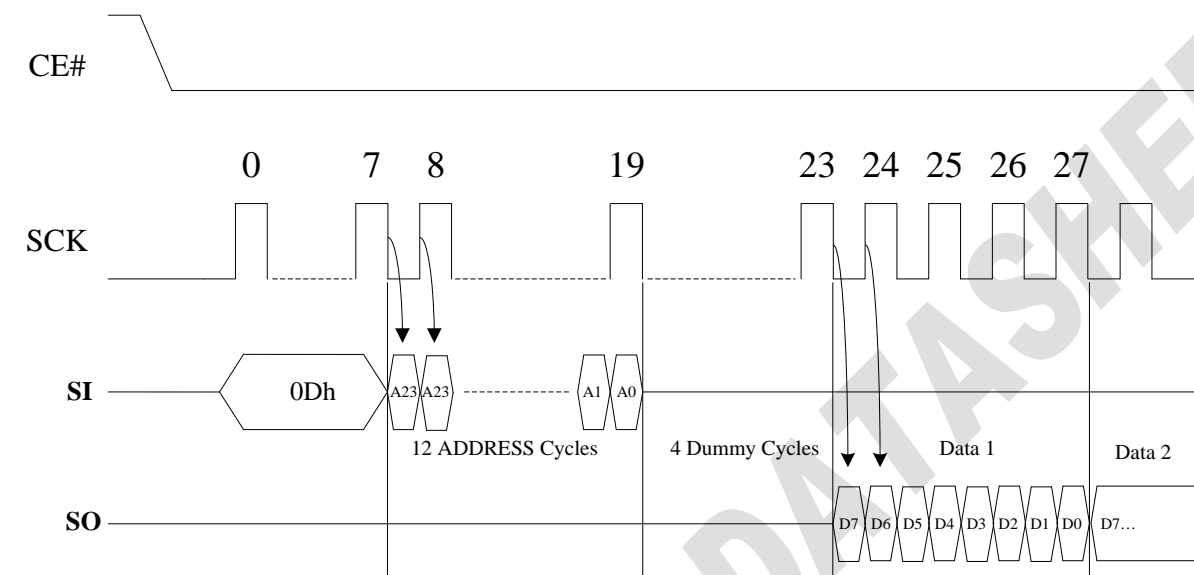 CE#
0 7 8 19 23 24 25 26 27
SCK
SI 0Dh A23 A23 A1 A0
12 ADDRESS Cycles 4 Dummy Cycles Data 1 Data 2
SO D7 D6 D5 D4 D3 D2 D1 D0 D7...
DATASHE